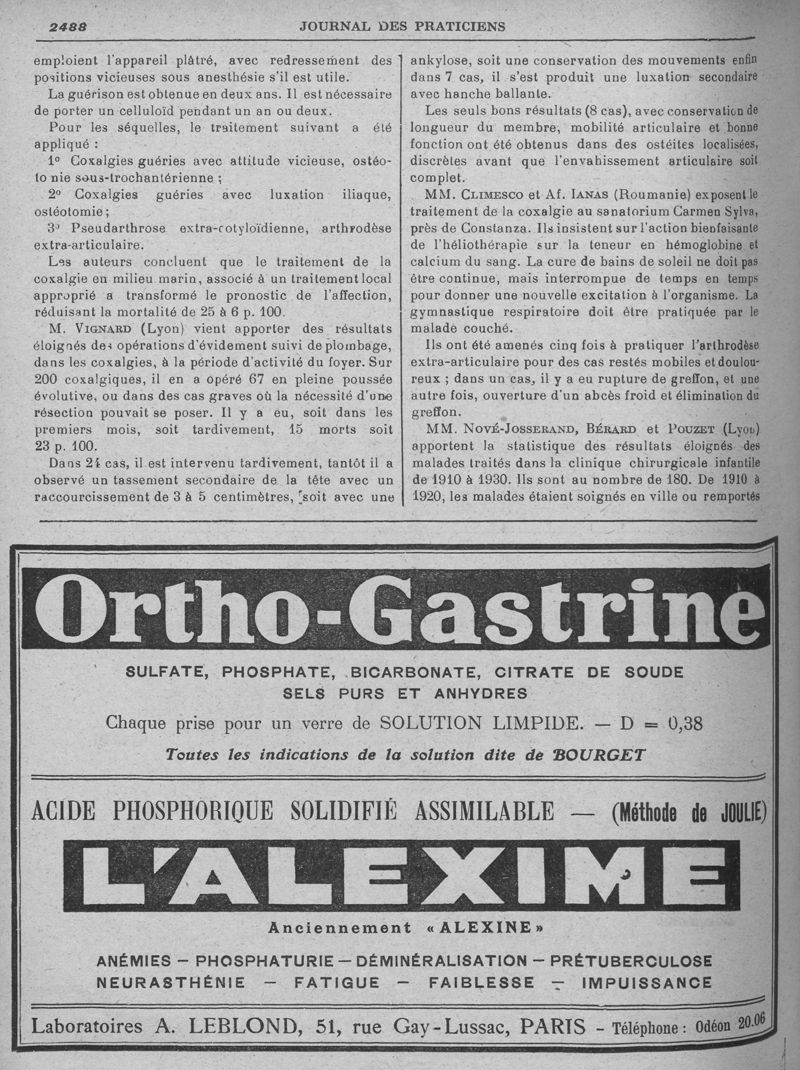 2488
JOURNAL DES PRATICIENS
emploient l'appareil plâtré, avec redressement des
positions vicieuses sous anesthésie s'il est utile.
La guérison est obtenue en deux ans. Il est nécessaire
de porter un celluloïd pendant un an ou deux.
Pour les séquelles, le traitement suivant a été
appliqué :
1º Coxalgies guéries avec attitude vicieuse, ostéo-
to nie sous-trochantérienne ;
2º Coxalgies guéries avec luxation iliaque,
ostéotomie ;
3º Pseudarthrose extra-cotyloïdienne, arthrodèse
extra-articulaire.
Les auteurs concluent que le traitement de la
coxalgie en milieu marin, associé à un traitement local
approprié a transformé le pronostic de l'affection,
réduisant la mortalité de 25 à 6 p. 100.
M. VIGNARD (Lyon) vient apporter des résultats
éloignés des opérations d'évidement suivi de plombage,
dans les coxalgies, à la période d'activité du foyer. Sur
200 coxalgiques, il en a opéré 67 en pleine poussée
évolutive, ou dans des cas graves où la nécessité d'une
résection pouvait se poser. Il y a eu, soit dans les
premiers mois, soit tardivement, 15 morts soit
23 p. 100.
Dans 24 cas, il est intervenu tardivement, tantôt il a
observé un tassement secondaire de la tête avec un
raccourcissement de 3 à 5 centimètres, soit avec une
ankylose, soit une conservation des mouvements enfin
dans 7 cas, il s'est produit une luxation secondaire
avec hanche ballante.
Les seuls bons résultats (8 cas), avec conservation de
longueur du membre, mobilité articulaire et bonne
fonction ont été obtenus dans des ostéites localisées,
discrètes avant que l'envahissement articulaire soit
complet.
MM. CLIMESCO et Af. IANAS (Roumanie) exposent le
traitement de la coxalgie au sanatorium Carmen Sylva,
près de Constanza. Ils insistent sur l'action bienfaisante
de l'héliothérapie sur la teneur en hémoglobine et
calcium du sang. La cure de bains de soleil ne doit pas
être continue, mais interrompue de temps en temps
pour donner une nouvelle excitation à l'organisme. La
gymnastique respiratoire doit être pratiquée par le
malade couché.
Ils ont été amenés cinq fois à pratiquer l'arthrodèse
extra-articulaire pour des cas restés mobiles et doulou-
reux ; dans un cas, il y a eu rupture de greffon, et une
autre fois, ouverture d'un abcès froid et élimination du
greffon.
MM. NOVÉ-JOSSERAND, BÉRARD et POUZET (Lyon)
apportent la statistique des résultats éloignés des
malades traités dans la clinique chirurgicale infantile
de 1910 à 1930. Ils sont au nombre de 180. De 1910 à
1920, les malades étaient soignés en ville ou remportés
Ortho-Gastrine
SULFATE, PHOSPHATE, BICARBONATE, CITRATE DE SOUDE
SELS PURS ET ANHYDRES
Chaque prise pour un verre de SOLUTION LIMPIDE. — D = 0,38
Toutes les indications de la solution dite de BOURGET
ACIDE PHOSPHORIQUE SOLIDIFIÉ ASSIMILABLE — (Méthode de JOULIE)
L'ALEXIME
Anciennement « ALEXINE »
ANÉMIES — PHOSPHATURIE — DÉMINÉRALISATION — PRÉTUBERCULOSE
NEURASTHÉNIE — FATIGUE — FAIBLESSE — IMPUISSANCE
Laboratoires A. LEBLOND, 51, rue Gay-Lussac, PARIS - Téléphone : Odéon 20.06